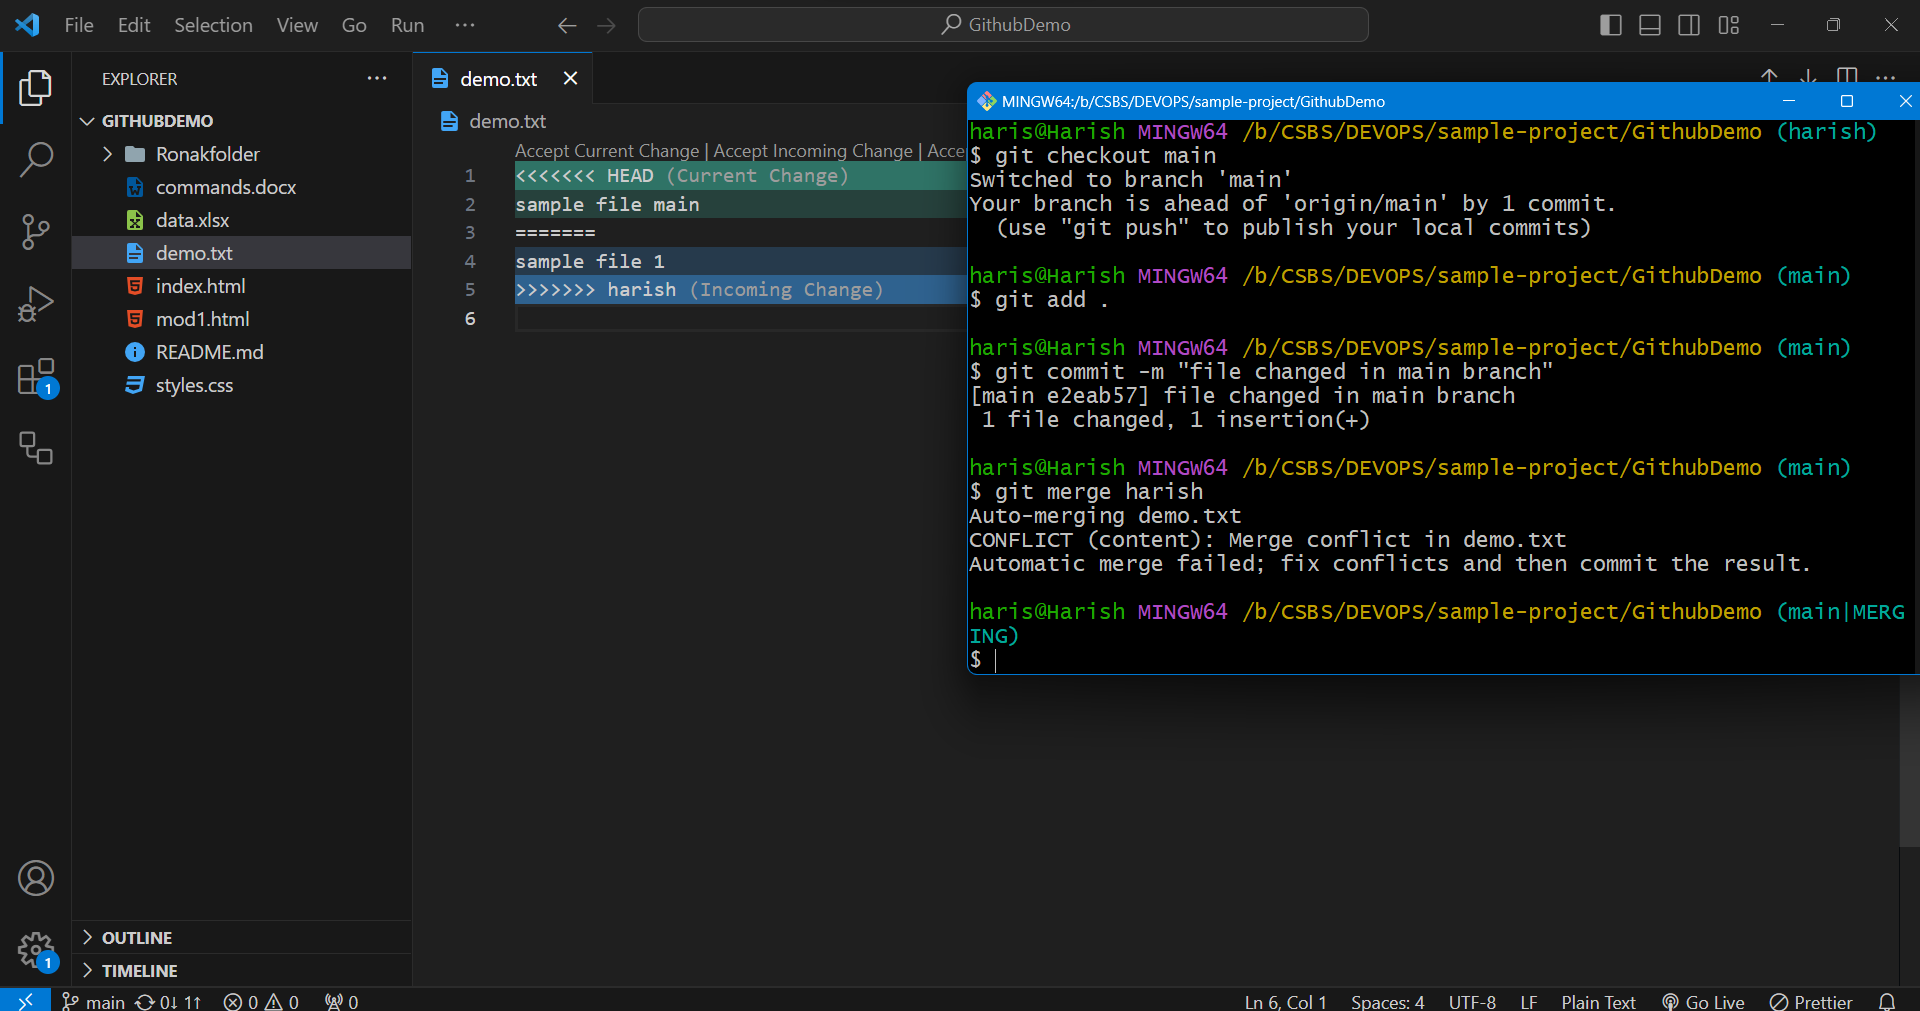 File Edit Selection View Go Run ···
GithubDemo
EXPLORER
GITHUBDEMO
Ronakfolder
commands.docx
data.xlsx
demo.txt
index.html
mod1.html
README.md
styles.css
OUTLINE
TIMELINE
1
1
demo.txt
demo.txt
Accept Current Change | Accept Incoming Change | Acce
1 <<<<<<< HEAD (Current Change)
2 sample file main
3 =======
4 sample file 1
5 >>>>>>> harish (Incoming Change)
6
MINGW64:/b/CSBS/DEVOPS/sample-project/GithubDemo
haris@Harish MINGW64 /b/CSBS/DEVOPS/sample-project/GithubDemo (harish)
$ git checkout main
Switched to branch 'main'
Your branch is ahead of 'origin/main' by 1 commit.
(use "git push" to publish your local commits)
haris@Harish MINGW64 /b/CSBS/DEVOPS/sample-project/GithubDemo (main)
$ git add .
haris@Harish MINGW64 /b/CSBS/DEVOPS/sample-project/GithubDemo (main)
$ git commit -m "file changed in main branch"
[main e2eab57] file changed in main branch
1 file changed, 1 insertion(+)
haris@Harish MINGW64 /b/CSBS/DEVOPS/sample-project/GithubDemo (main)
$ git merge harish
Auto-merging demo.txt
CONFLICT (content): Merge conflict in demo.txt
Automatic merge failed; fix conflicts and then commit the result.
haris@Harish MINGW64 /b/CSBS/DEVOPS/sample-project/GithubDemo (main|MERG
ING)
$
main 0↓ 1↑ 0 0 0 Ln 6, Col 1 Spaces: 4 UTF-8 LF Plain Text Go Live Prettier